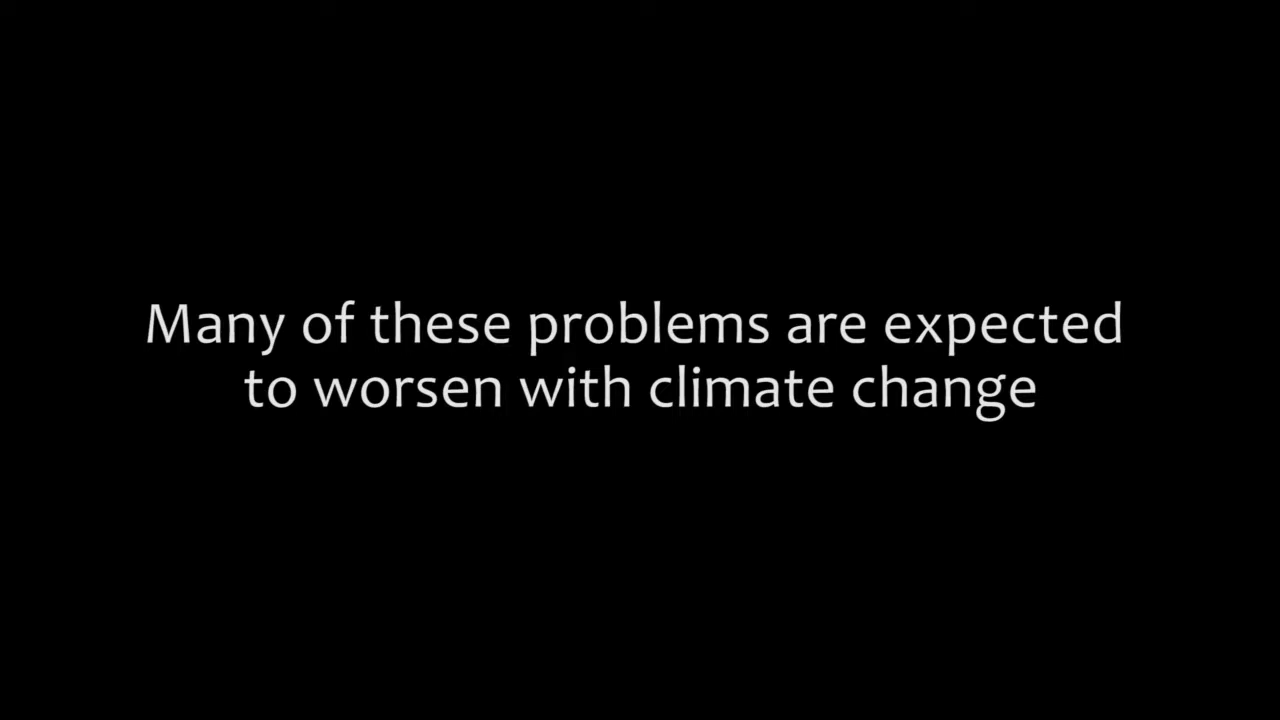 Many of these problems are expected
to worsen with climate change